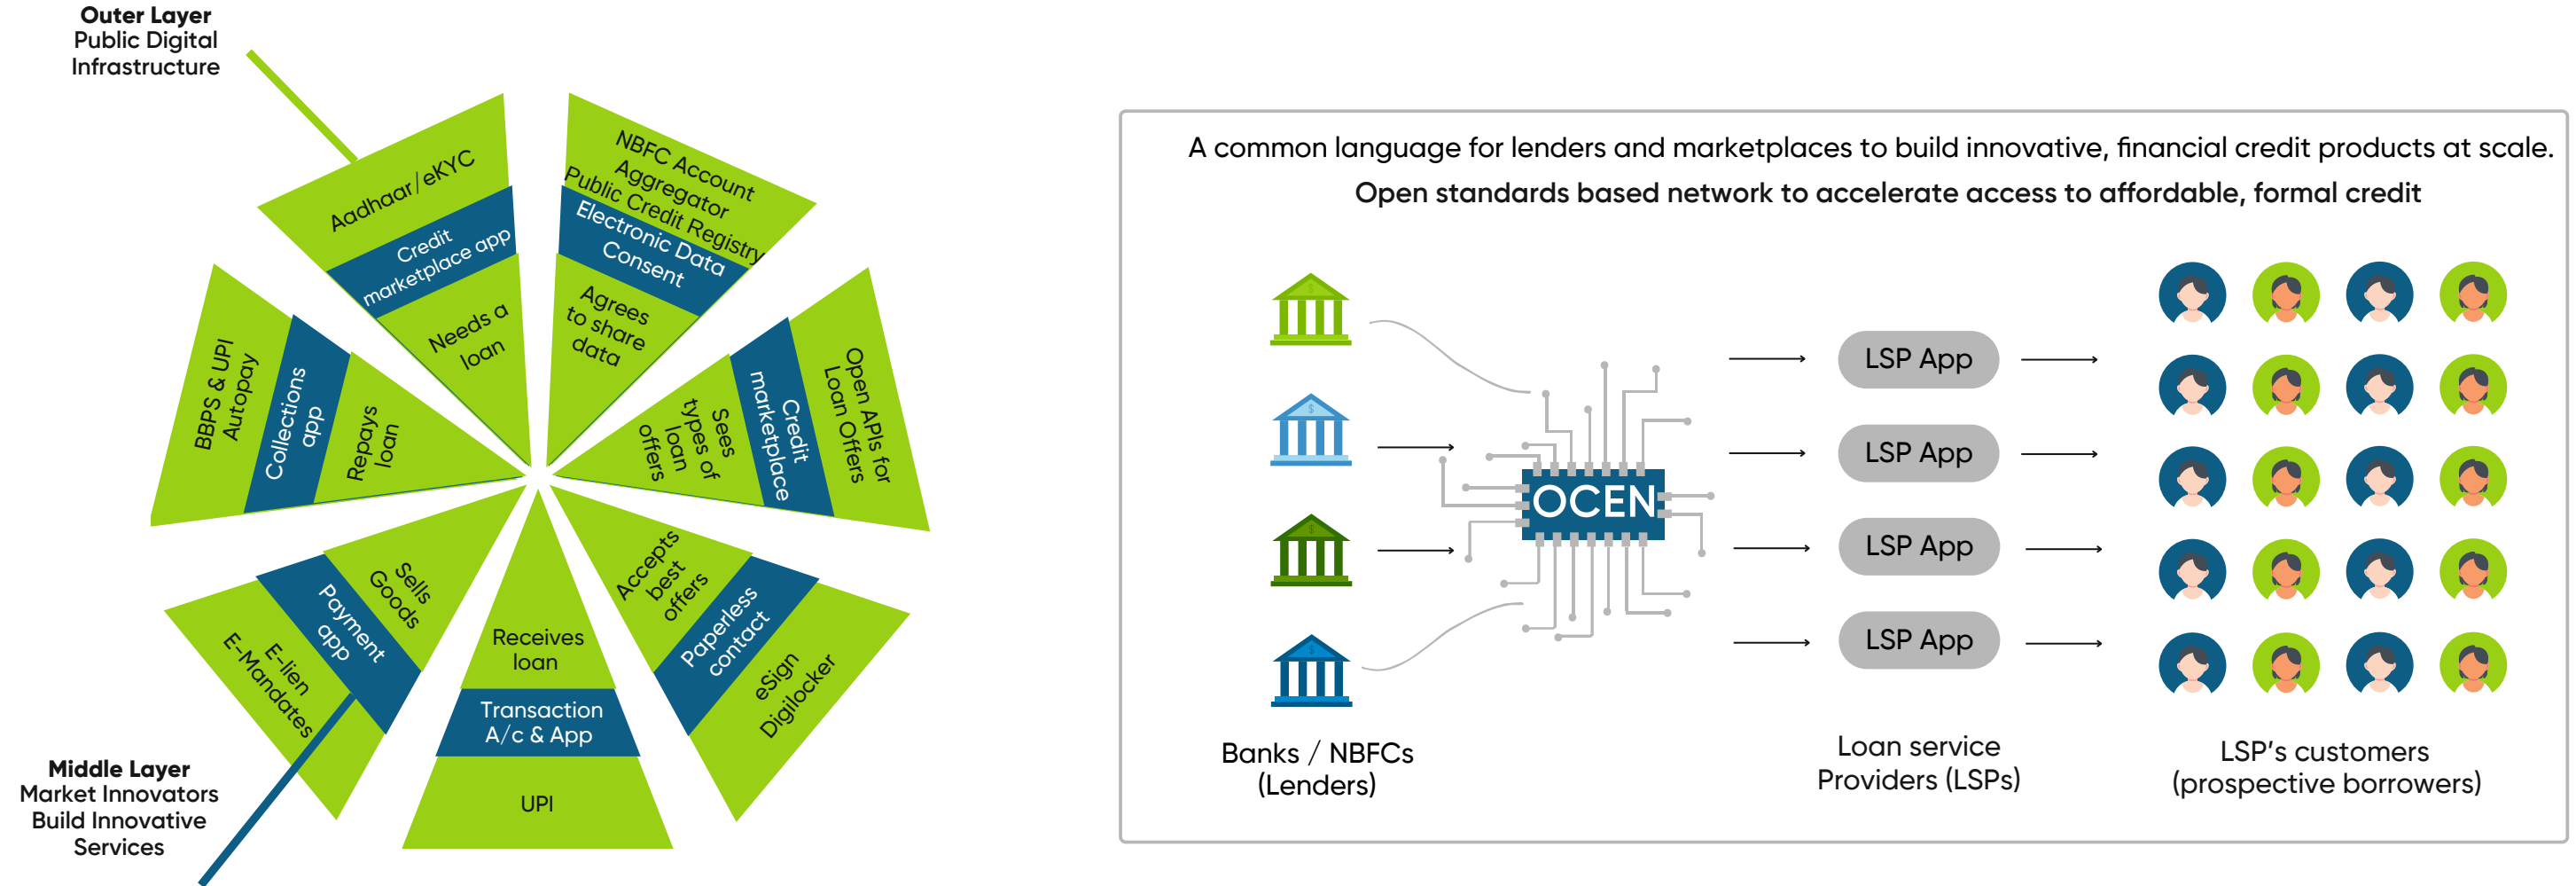 Outer Layer
Public Digital
Infrastructure
Aadhaar/eKYC
Credit
marketplace app
Needs a
loan
NBFC Account
Aggregator
Public Credit Registry
Electronic Data
Consent
Agrees
to share
data
Open APIs for
Loan Offers
Credit
marketplace
Sees
types of
loan
offers
Accepts
best
offers
Paperless
contact
eSign
Digilocker
Receives
loan
Transaction
A/c & App
UPI
Sells
Goods
Payment
app
E-lien
E-Mandates
BBPS & UPI
Autopay
Collections
app
Repays
loan
Middle Layer
Market Innovators
Build Innovative
Services
A common language for lenders and marketplaces to build innovative, financial credit products at scale.
Open standards based network to accelerate access to affordable, formal credit
$
$
$
$
OCEN
LSP App
LSP App
LSP App
LSP App
Banks / NBFCs
(Lenders)
Loan service
Providers (LSPs)
LSP's customers
(prospective borrowers)